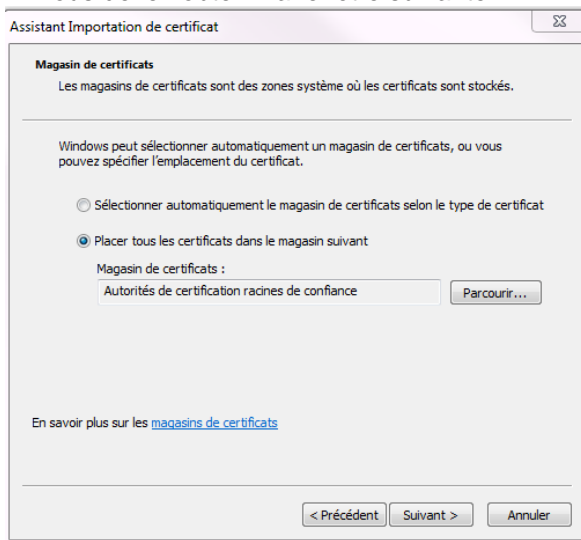 Assistant Importation de certificat
Magasin de certificats
Les magasins de certificats sont des zones système où les certificats sont stockés.
Windows peut sélectionner automatiquement un magasin de certificats, ou vous
pouvez spécifier l'emplacement du certificat.
Sélectionner automatiquement le magasin de certificats selon le type de certificat
Placer tous les certificats dans le magasin suivant
Magasin de certificats :
Autorités de certification racines de confiance
Parcourir...
En savoir plus sur les magasins de certificats
< Précédent
Suivant >
Annuler